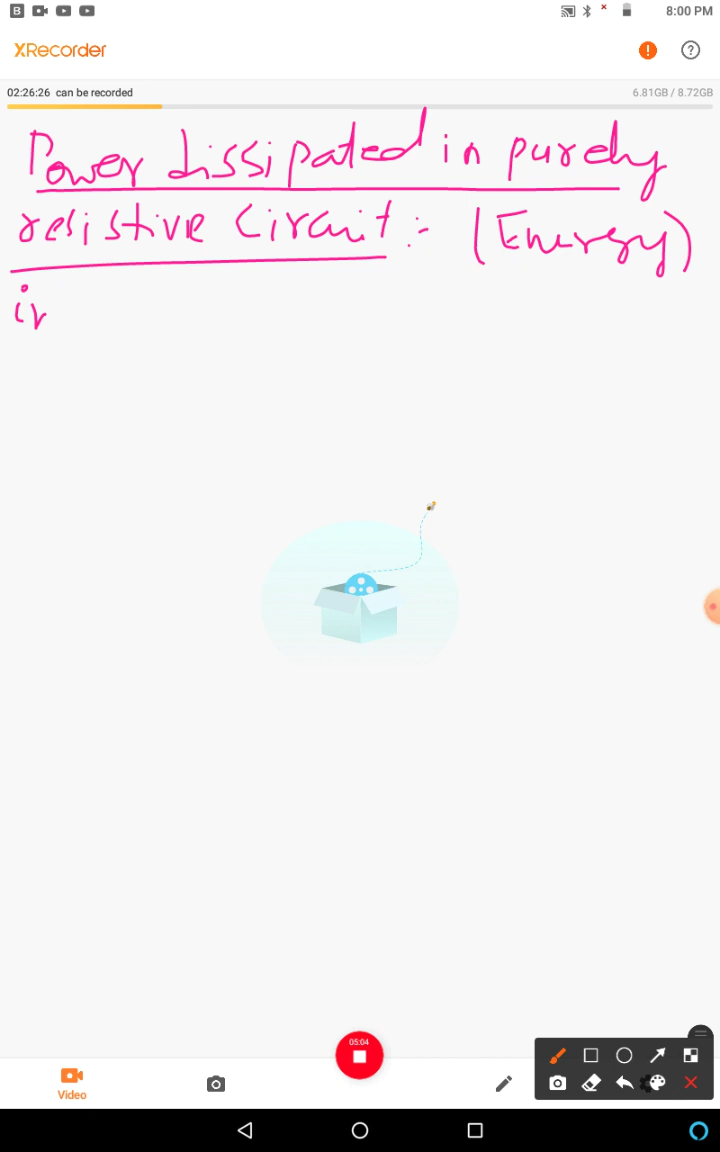 B
8:00 PM
XRecorder
02:26:26 can be recorded
6.81GB / 8.72GB
Power dissipated in purely
resistive Circuit :- (Energy)
05:04
Video